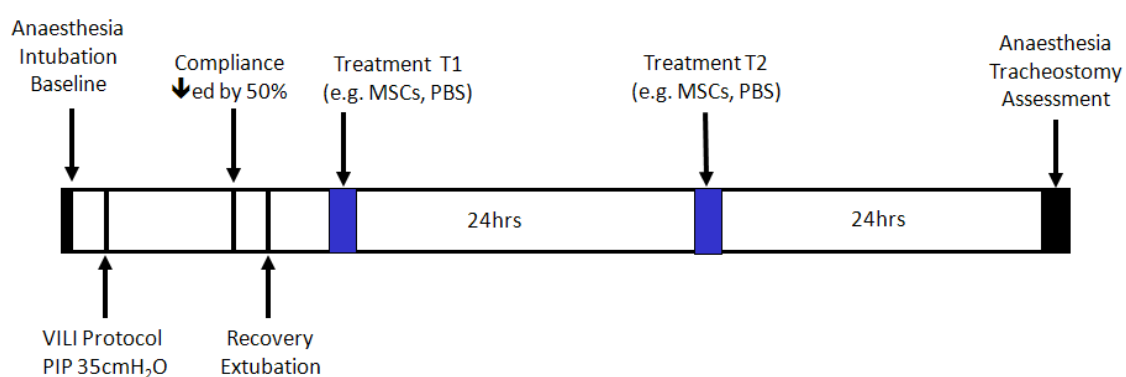 Anaesthesia
Intubation
Baseline
Compliance
🡇ed by 50%
Treatment T1
(e.g. MSCs, PBS)
Treatment T2
(e.g. MSCs, PBS)
Anaesthesia
Tracheostomy
Assessment
24hrs
24hrs
VILI Protocol
PIP 35cmH₂O
Recovery
Extubation